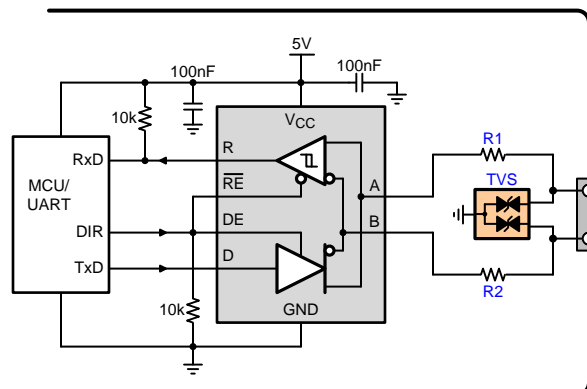 5V
100nF
100nF
10k
VCC
R1
RxD
R
TVS
MCU/
UART
RE
A
DIR
DE
B
TxD
D
10k
GND
R2